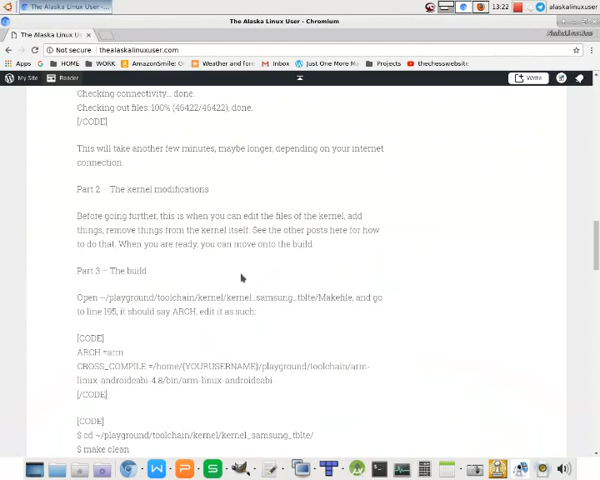 The Alaska Linux User -...
13:22
alaskalinuxuser
The Alaska Linux User - Chromium
AlaskaLinuxUser
The Alaska Linux User
Not secure | thealaskalinuxuser.com
Apps
HOME
WORK
AmazonSmile:
Weather and for
Inbox
Just One More M
Projects
thechesswebsite
My Site
Reader
Write
Checking connectivity... done.
Checking out files: 100% (46422/46422), done.
[/CODE]
This will take another few minutes, maybe longer, depending on your internet
connection.
Part 2 – The kernel modifications
Before going further, this is when you can edit the files of the kernel, add
things, remove things from the kernel itself. See the other posts here for how
to do that. When you are ready, you can move onto the build.
Part 3 – The build
Open ~/playground/toolchain/kernel/kernel_samsung_tblte/Makefile, and go
to line 195, it should say ARCH, edit it as such:
[CODE]
ARCH =arm
CROSS_COMPILE =/home/{YOURUSERNAME}/playground/toolchain/arm-
linux-androideabi-4.8/bin/arm-linux-androideabi-
[/CODE]
[CODE]
$ cd ~/playground/toolchain/kernel/kernel_samsung_tblte/
$ make clean